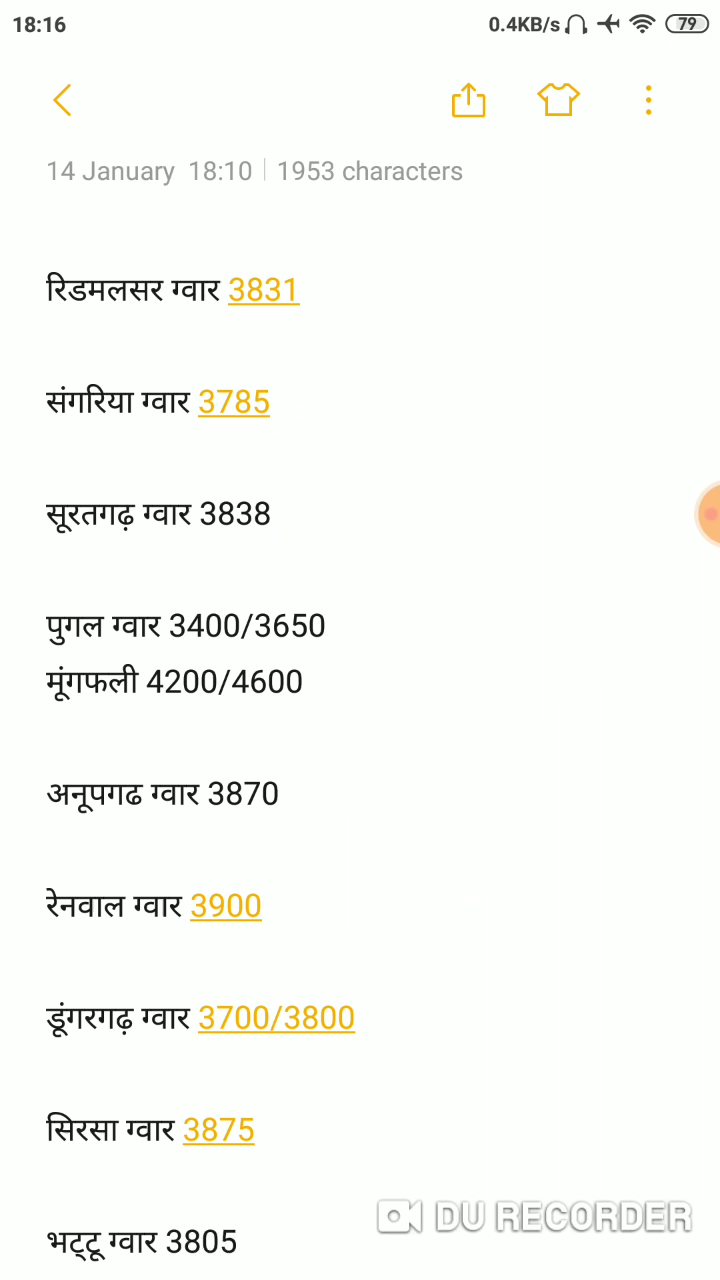 18:16 0.4KB/s 79
14 January 18:10 | 1953 characters
रिडमलसर ग्वार 3831
संगरिया ग्वार 3785
सूरतगढ़ ग्वार 3838
पुगल ग्वार 3400/3650
मूंगफली 4200/4600
अनूपगढ ग्वार 3870
रेनवाल ग्वार 3900
डूंगरगढ़ ग्वार 3700/3800
सिरसा ग्वार 3875
DU RECORDER
भट्टू ग्वार 3805